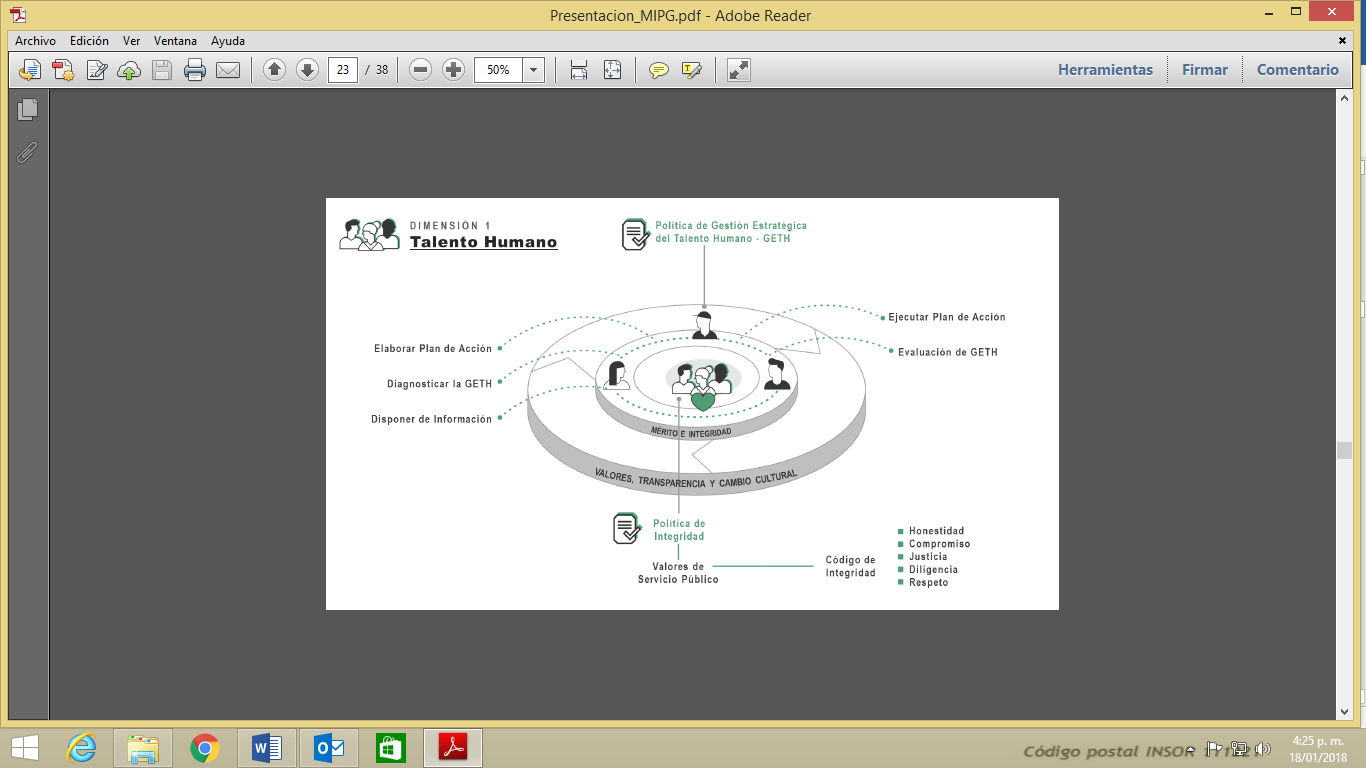 Presentacion_MIPG.pdf - Adobe Reader
Archivo Edición Ver Ventana Ayuda
23 / 38 50% Herramientas Firmar Comentario
DIMENSIÓN 1
Talento Humano
Política de Gestión Estratégica
del Talento Humano - GETH
Elaborar Plan de Acción
Diagnosticar la GETH
Disponer de Información
Ejecutar Plan de Acción
Evaluación de GETH
MÉRITO E INTEGRIDAD
VALORES, TRANSPARENCIA Y CAMBIO CULTURAL
Política de
Integridad
Valores de
Servicio Público
Código de
Integridad
Honestidad
Compromiso
Justicia
Diligencia
Respeto
Código postal INSOR
4:25 p. m.
18/01/2018